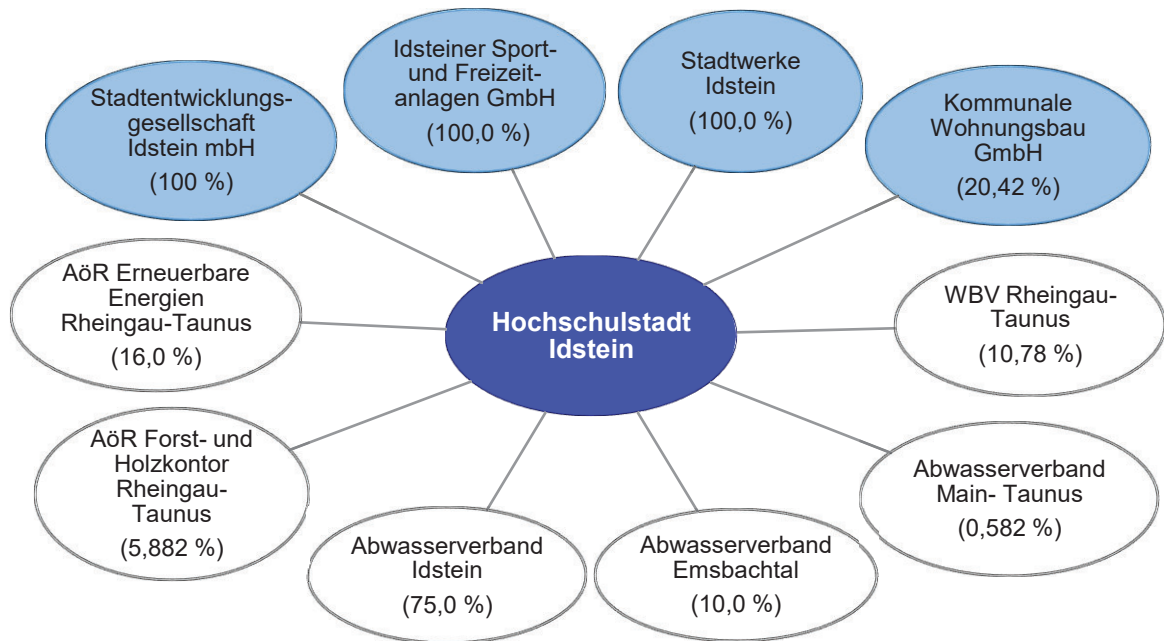 Stadtentwicklungs-
gesellschaft
Idstein mbH
(100 %)
Idsteiner Sport-
und Freizeit-
anlagen GmbH
(100,0 %)
Stadtwerke
Idstein
(100,0 %)
Kommunale
Wohnungsbau
GmbH
(20,42 %)
AöR Erneuerbare
Energien
Rheingau-Taunus
(16,0 %)
Hochschulstadt
Idstein
WBV Rheingau-
Taunus
(10,78 %)
AöR Forst- und
Holzkontor
Rheingau-
Taunus
(5,882 %)
Abwasserverband
Idstein
(75,0 %)
Abwasserverband
Emsbachtal
(10,0 %)
Abwasserverband
Main- Taunus
(0,582 %)